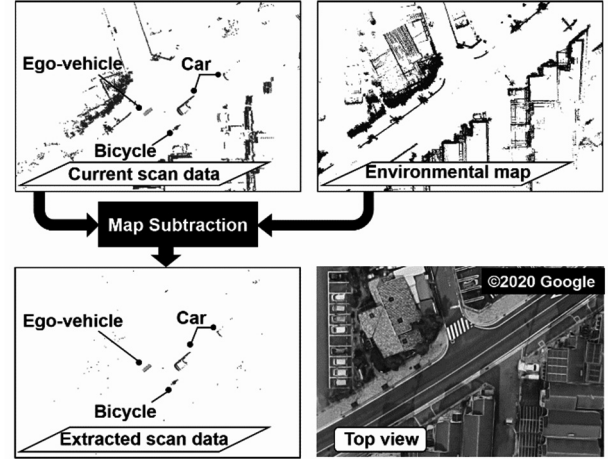 Ego-vehicle
Car
Bicycle
Current scan data
Environmental map
Map Subtraction
Ego-vehicle
Car
Bicycle
Extracted scan data
©2020 Google
Top view